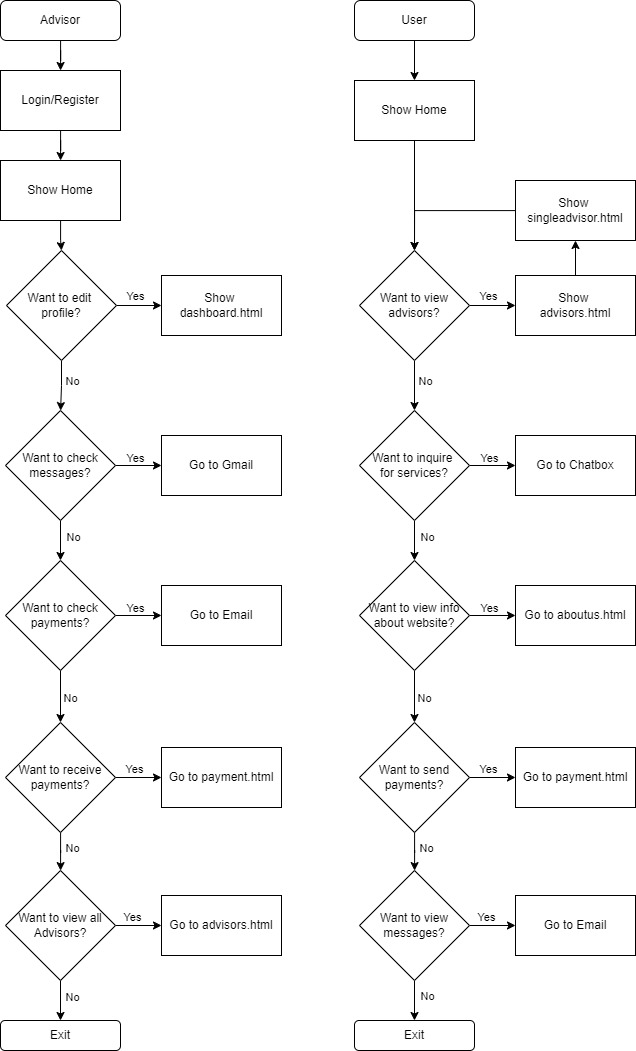 Advisor
Login/Register
Show Home
Want to edit
profile?
Yes
Show
dashboard.html
No
Want to check
messages?
Yes
Go to Gmail
No
Want to check
payments?
Yes
Go to Email
No
Want to receive
payments?
Yes
Go to payment.html
No
Want to view all
Advisors?
Yes
Go to advisors.html
No
Exit
User
Show Home
Show
singleadvisor.html
Want to view
advisors?
Yes
Show
advisors.html
No
Want to inquire
for services?
Yes
Go to Chatbox
No
Want to view info
about website?
Yes
Go to aboutus.html
No
Want to send
payments?
Yes
Go to payment.html
No
Want to view
messages?
Yes
Go to Email
No
Exit